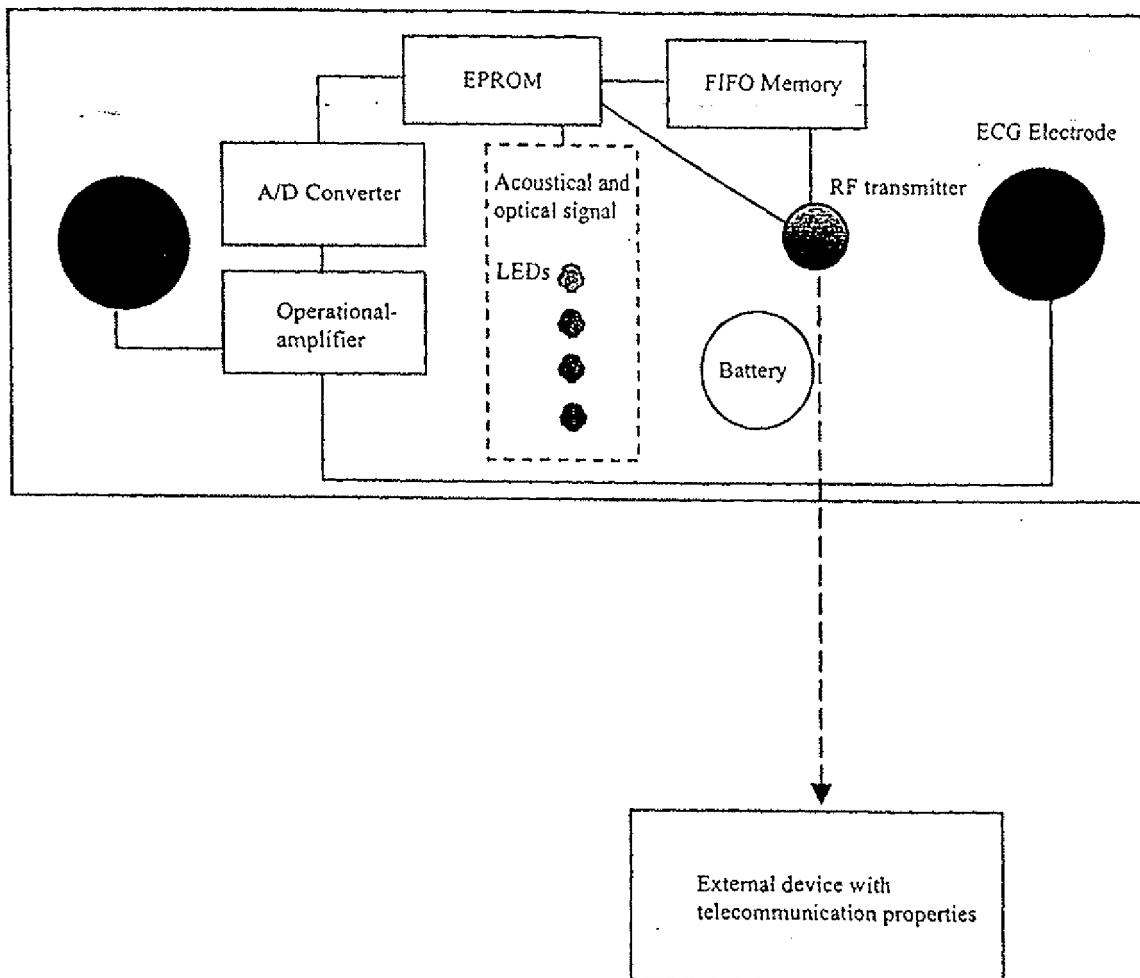 EPROM
FIFO Memory
ECG Electrode
A/D Converter
Acoustical and
optical signal
RF transmitter
LEDs
Operational-
amplifier
Battery
External device with
telecommunication properties